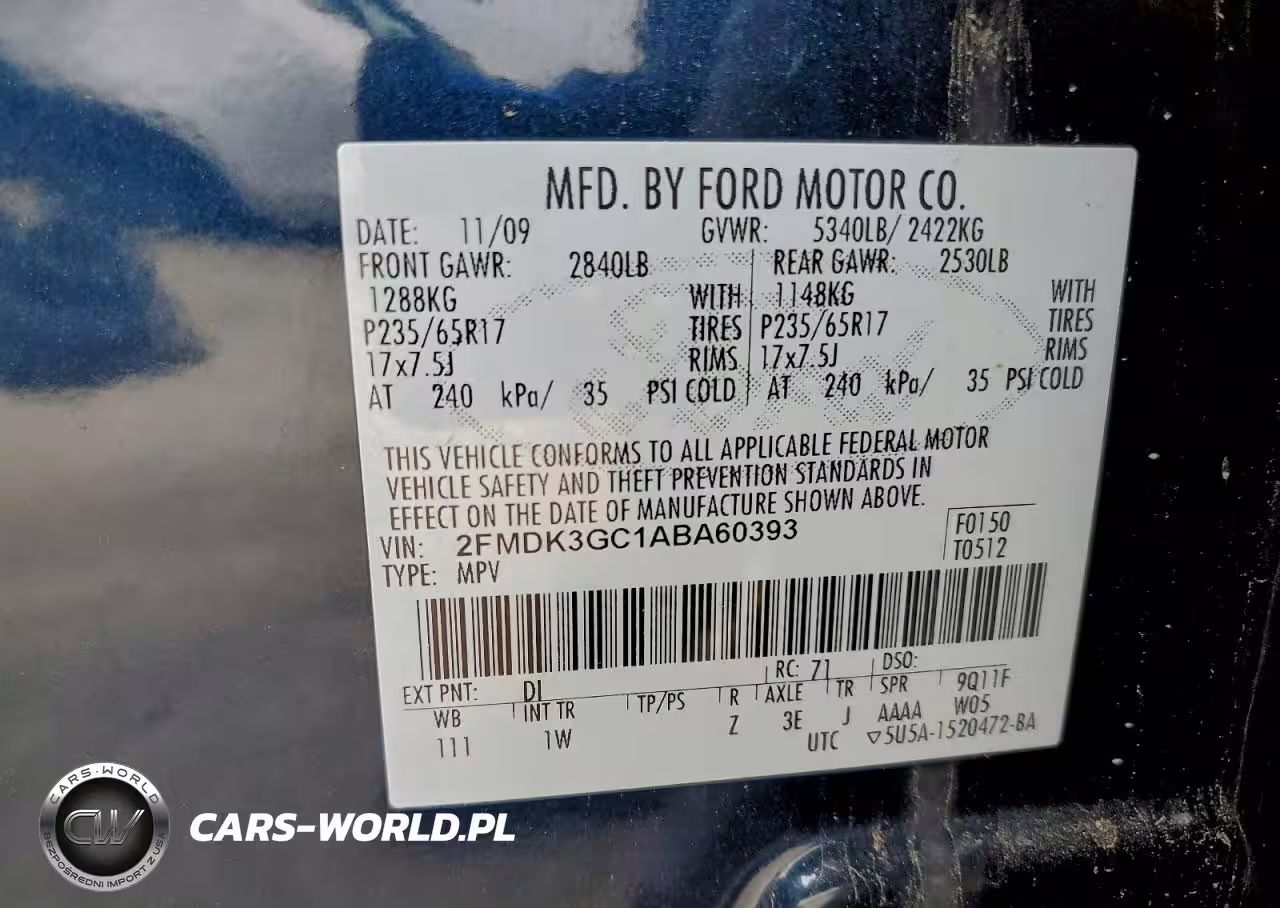 MFD. BY FORD MOTOR CO.
DATE: 11/09 GVWR: 5340LB/ 2422KG
FRONT GAWR: 2840LB REAR GAWR: 2530LB
1288KG WITH 1148KG WITH
P235/65R17 TIRES P235/65R17 TIRES
17x7.5J RIMS 17x7.5J RIMS
AT 240 kPa/ 35 PSI COLD AT 240 kPa/ 35 PSI COLD
THIS VEHICLE CONFORMS TO ALL APPLICABLE FEDERAL MOTOR
VEHICLE SAFETY AND THEFT PREVENTION STANDARDS IN
EFFECT ON THE DATE OF MANUFACTURE SHOWN ABOVE.
VIN: 2FMDK3GC1ABA60393 F0150
TYPE: MPV T0512
EXT PNT: DL RC: 71 DSO:
WB INT TR TP/PS R AXLE TR SPR 9Q11F
111 1W Z 3E J AAAA W05
UTC ▽5U5A-1520472-BA
CARS-WORLD
CW
BEZPOŚREDNI IMPORT Z USA
CARS-WORLD.PL